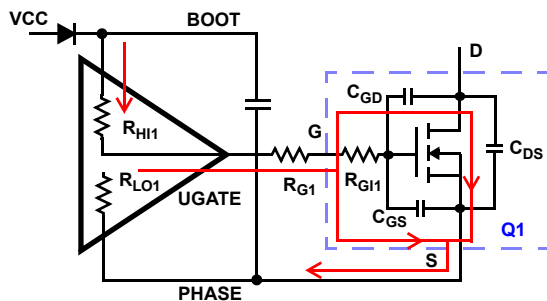 VCC
BOOT
D
C_GD
R_HI1
G
C_DS
R_LO1
UGATE
R_G1
R_GI1
C_GS
Q1
S
PHASE